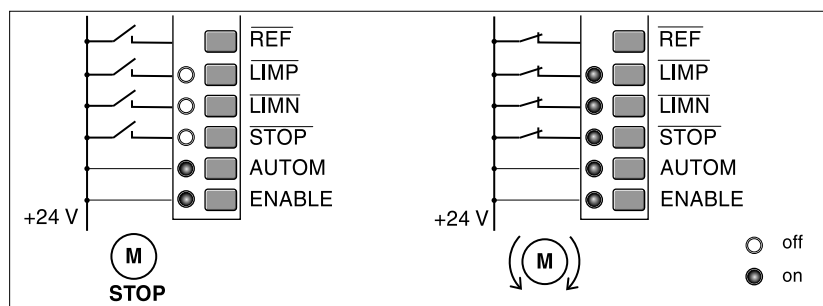 REF
LIMP
LIMN
STOP
AUTOM
ENABLE
+24 V
M
STOP
REF
LIMP
LIMN
STOP
AUTOM
ENABLE
+24 V
M
off
on